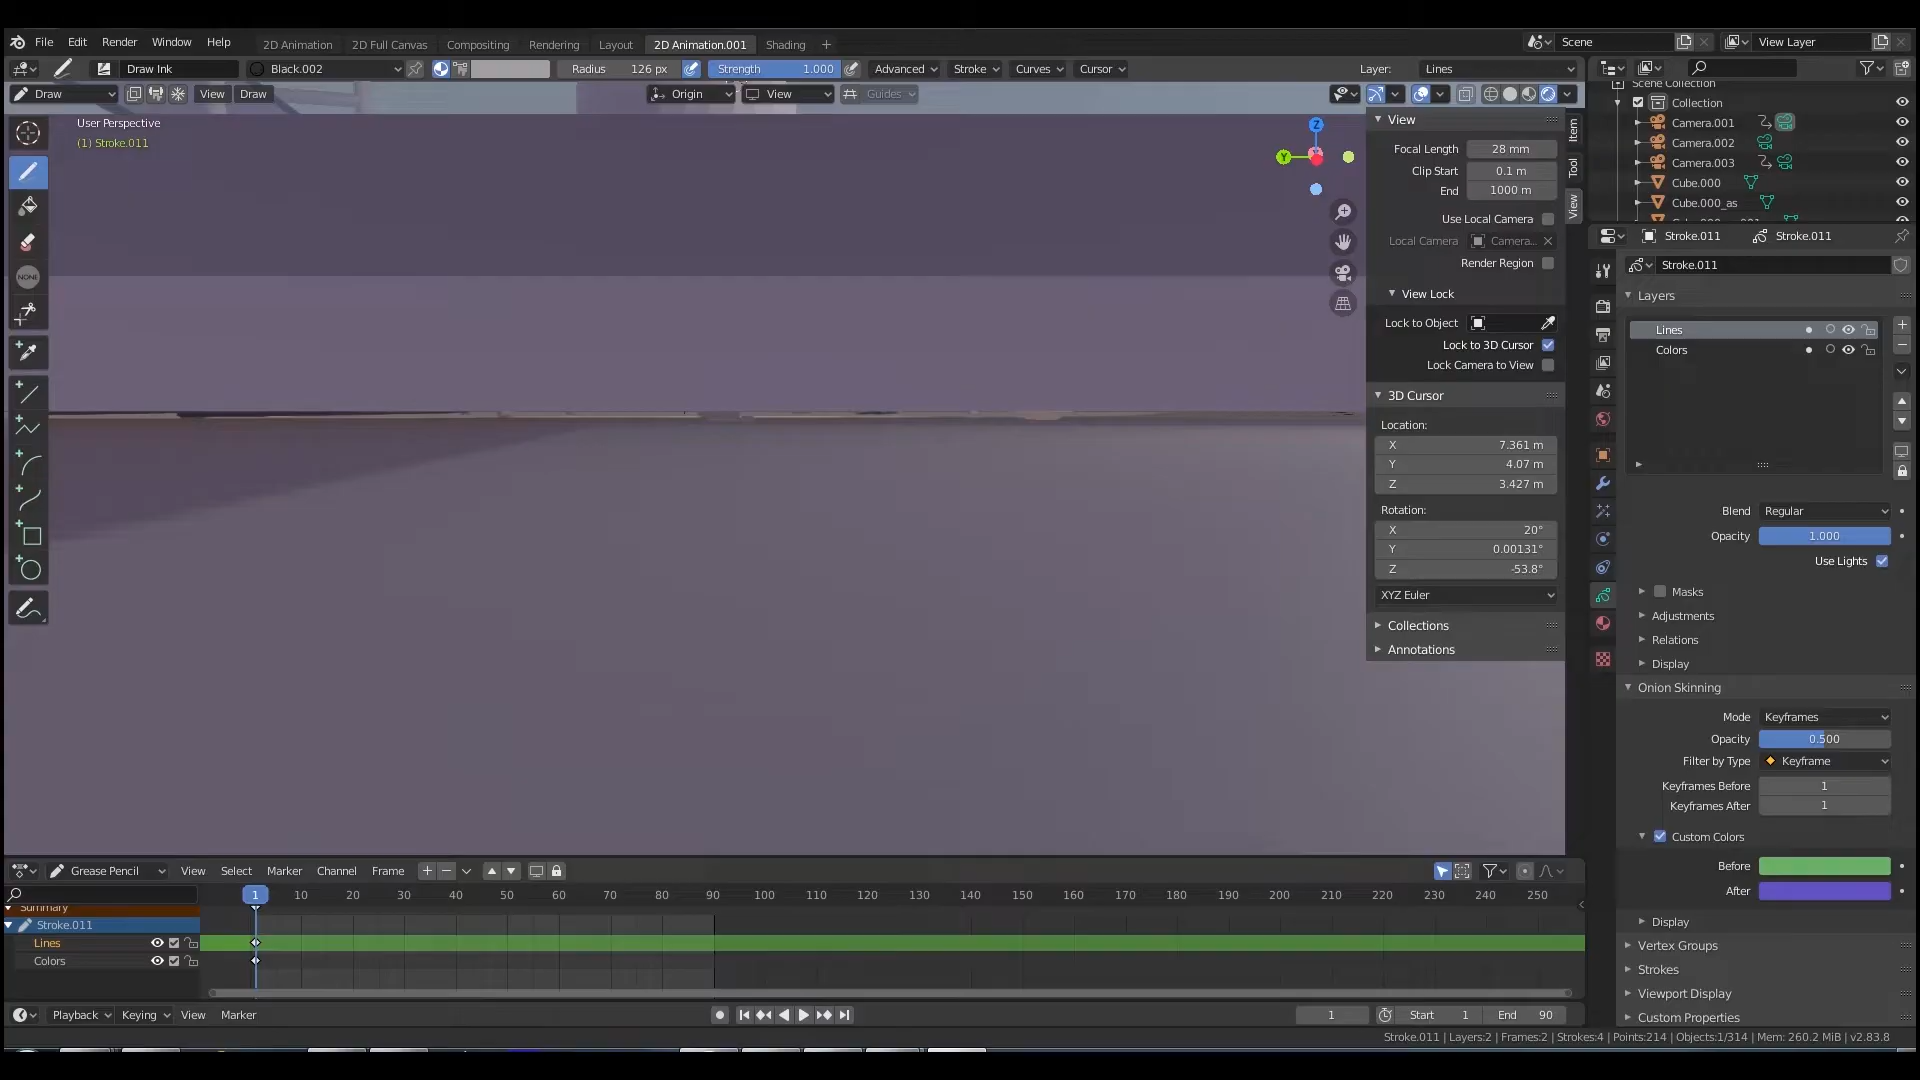 File Edit Render Window Help 2D Animation 2D Full Canvas Compositing Rendering Layout 2D Animation.001 Shading + Scene View Layer
Draw Ink Black.002 Radius 126 px Strength 1.000 Advanced Stroke Curves Cursor Layer: Lines
Draw View Draw Origin View Guides
User Perspective
(1) Stroke.011
Z
Y
View
Focal Length 28 mm
Clip Start 0.1 m
End 1000 m
Use Local Camera
Local Camera Camera...
Render Region
View Lock
Lock to Object
Lock to 3D Cursor
Lock Camera to View
3D Cursor
Location:
X 7.361 m
Y 4.07 m
Z 3.427 m
Rotation:
X 20°
Y 0.00131°
Z -53.8°
XYZ Euler
Collections
Annotations
Item
Tool
View
NONE
Scene Collection
Collection
Camera.001
Camera.002
Camera.003
Cube.000
Cube.000_as
Stroke.011 Stroke.011
Stroke.011
Layers
Lines
Colors
Blend Regular
Opacity 1.000
Use Lights
Masks
Adjustments
Relations
Display
Onion Skinning
Mode Keyframes
Opacity 0.500
Filter by Type Keyframe
Keyframes Before 1
Keyframes After 1
Custom Colors
Before
After
Display
Vertex Groups
Strokes
Viewport Display
Custom Properties
Grease Pencil View Select Marker Channel Frame
1 10 20 30 40 50 60 70 80 90 100 110 120 130 140 150 160 170 180 190 200 210 220 230 240 250
Summary
Stroke.011
Lines
Colors
Playback Keying View Marker 1 Start 1 End 90
Stroke.011 | Layers:2 | Frames:2 | Strokes:4 | Points:214 | Objects:1/314 | Mem: 260.2 MiB | v2.83.8